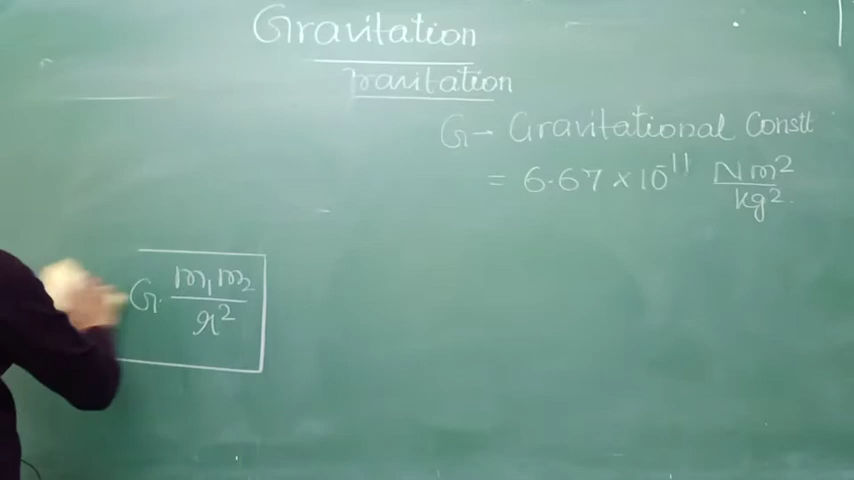 Gravitation
ravitation
G → Gravitational Constt
= 6.67 × 10⁻¹¹ Nm²/kg².
G. m₁m₂/r²